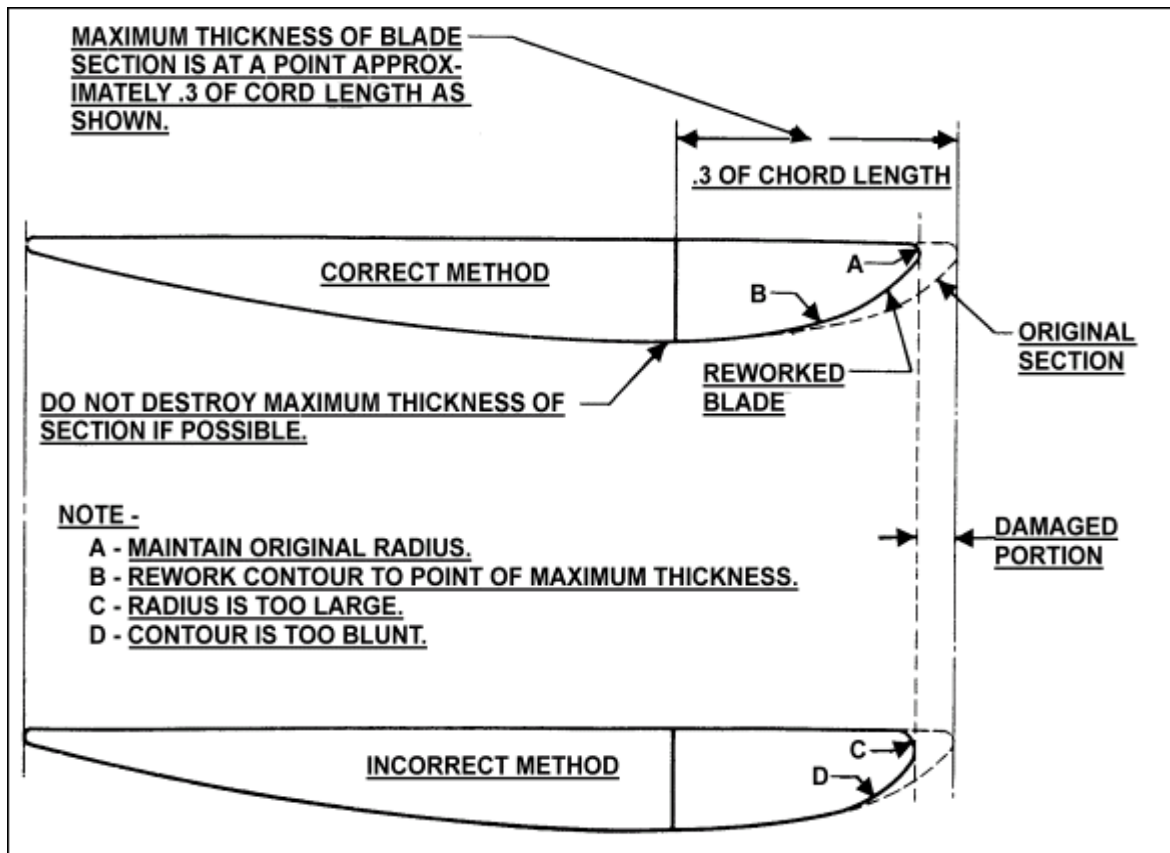 MAXIMUM THICKNESS OF BLADE
SECTION IS AT A POINT APPROX-
IMATELY .3 OF CORD LENGTH AS
SHOWN.
.3 OF CHORD LENGTH
CORRECT METHOD
A
B
ORIGINAL
SECTION
REWORKED
BLADE
DO NOT DESTROY MAXIMUM THICKNESS OF
SECTION IF POSSIBLE.
NOTE -
A - MAINTAIN ORIGINAL RADIUS.
B - REWORK CONTOUR TO POINT OF MAXIMUM THICKNESS.
C - RADIUS IS TOO LARGE.
D - CONTOUR IS TOO BLUNT.
DAMAGED
PORTION
INCORRECT METHOD
C
D